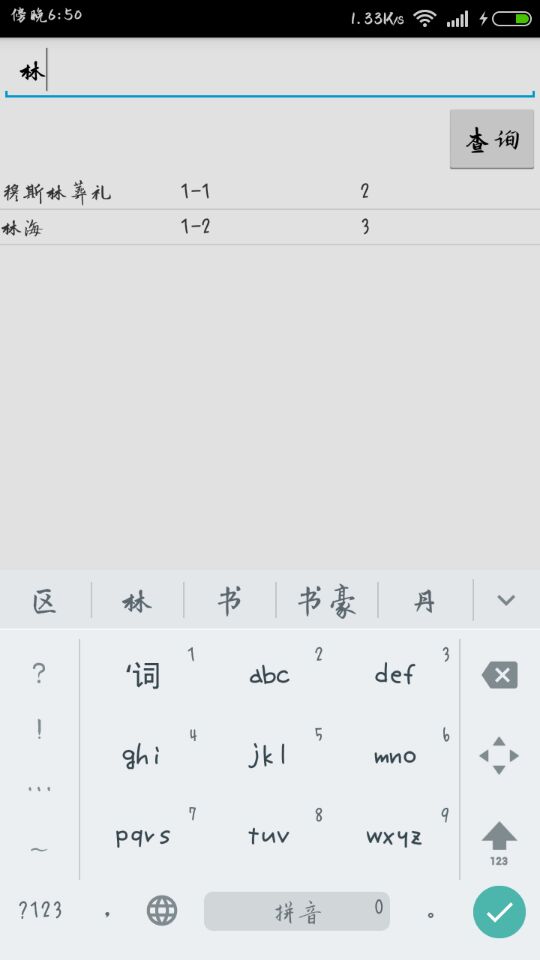 傍晚6:50 1.33K/s
林
查询
穆斯林葬礼 1-1 2
林海 1-2 3
区 林 书 书豪 丹
? '词 1 abc 2 def 3
! ghi 4 jkl 5 mno 6
... pqrs 7 tuv 8 wxyz 9
~ 123
?123 , 拼音 0 。